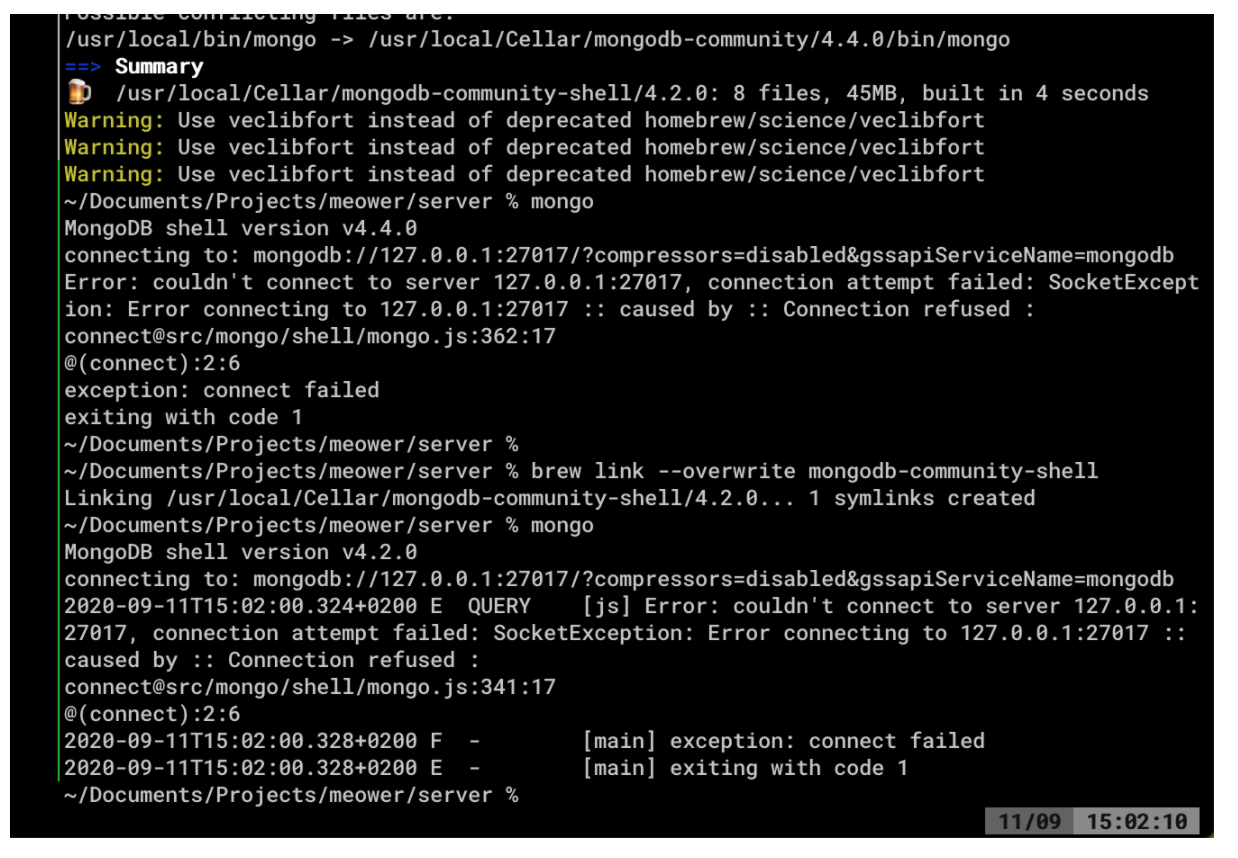 Possible conflicting files are:
/usr/local/bin/mongo -> /usr/local/Cellar/mongodb-community/4.4.0/bin/mongo
==> Summary
🍺  /usr/local/Cellar/mongodb-community-shell/4.2.0: 8 files, 45MB, built in 4 seconds
Warning: Use veclibfort instead of deprecated homebrew/science/veclibfort
Warning: Use veclibfort instead of deprecated homebrew/science/veclibfort
Warning: Use veclibfort instead of deprecated homebrew/science/veclibfort
~/Documents/Projects/meower/server % mongo
MongoDB shell version v4.4.0
connecting to: mongodb://127.0.0.1:27017/?compressors=disabled&gssapiServiceName=mongodb
Error: couldn't connect to server 127.0.0.1:27017, connection attempt failed: SocketExcept
ion: Error connecting to 127.0.0.1:27017 :: caused by :: Connection refused :
connect@src/mongo/shell/mongo.js:362:17
@(connect):2:6
exception: connect failed
exiting with code 1
~/Documents/Projects/meower/server %
~/Documents/Projects/meower/server % brew link --overwrite mongodb-community-shell
Linking /usr/local/Cellar/mongodb-community-shell/4.2.0... 1 symlinks created
~/Documents/Projects/meower/server % mongo
MongoDB shell version v4.2.0
connecting to: mongodb://127.0.0.1:27017/?compressors=disabled&gssapiServiceName=mongodb
2020-09-11T15:02:00.324+0200 E  QUERY    [js] Error: couldn't connect to server 127.0.0.1:
27017, connection attempt failed: SocketException: Error connecting to 127.0.0.1:27017 ::
caused by :: Connection refused :
connect@src/mongo/shell/mongo.js:341:17
@(connect):2:6
2020-09-11T15:02:00.328+0200 F  -        [main] exception: connect failed
2020-09-11T15:02:00.328+0200 E  -        [main] exiting with code 1
~/Documents/Projects/meower/server %
11/09 15:02:10